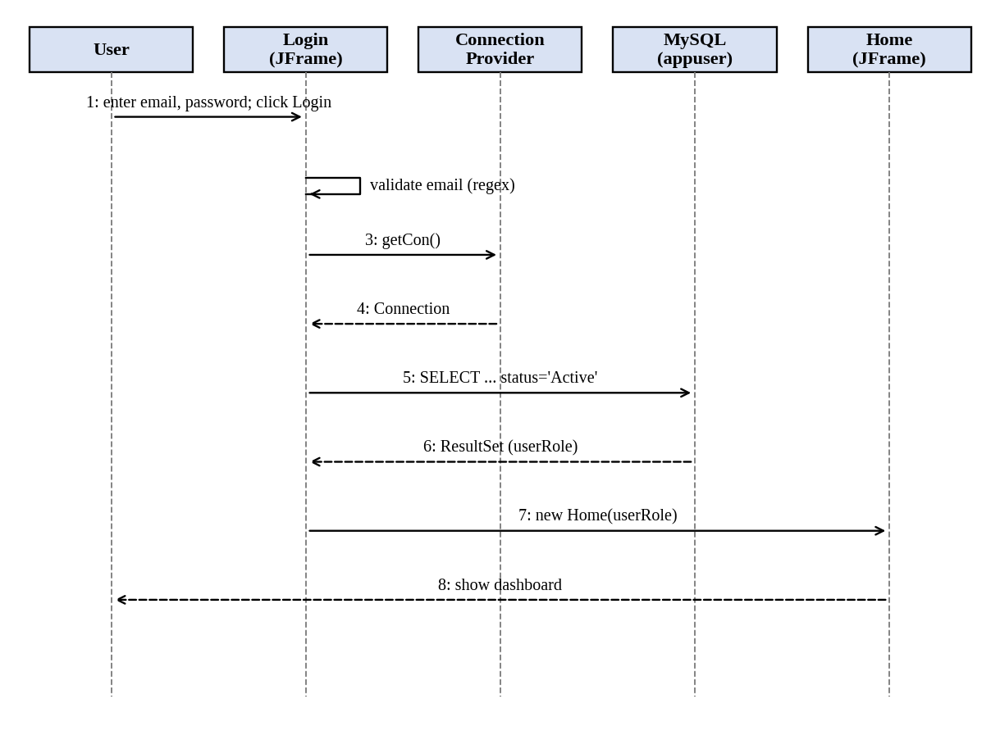 User
Login
(JFrame)
Connection
Provider
MySQL
(appuser)
Home
(JFrame)
1: enter email, password; click Login
validate email (regex)
3: getCon()
4: Connection
5: SELECT ... status='Active'
6: ResultSet (userRole)
7: new Home(userRole)
8: show dashboard